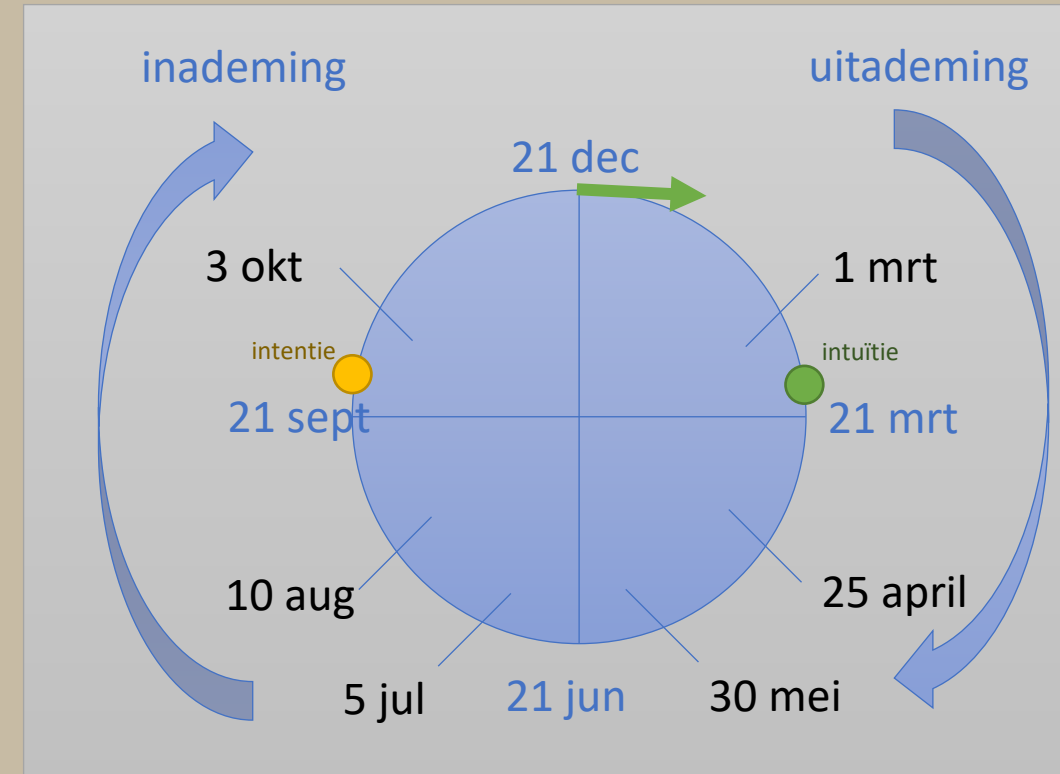 inademing
uitademing
21 dec
3 okt
1 mrt
intentie
intuïtie
21 sept
21 mrt
10 aug
25 april
5 jul
21 jun
30 mei